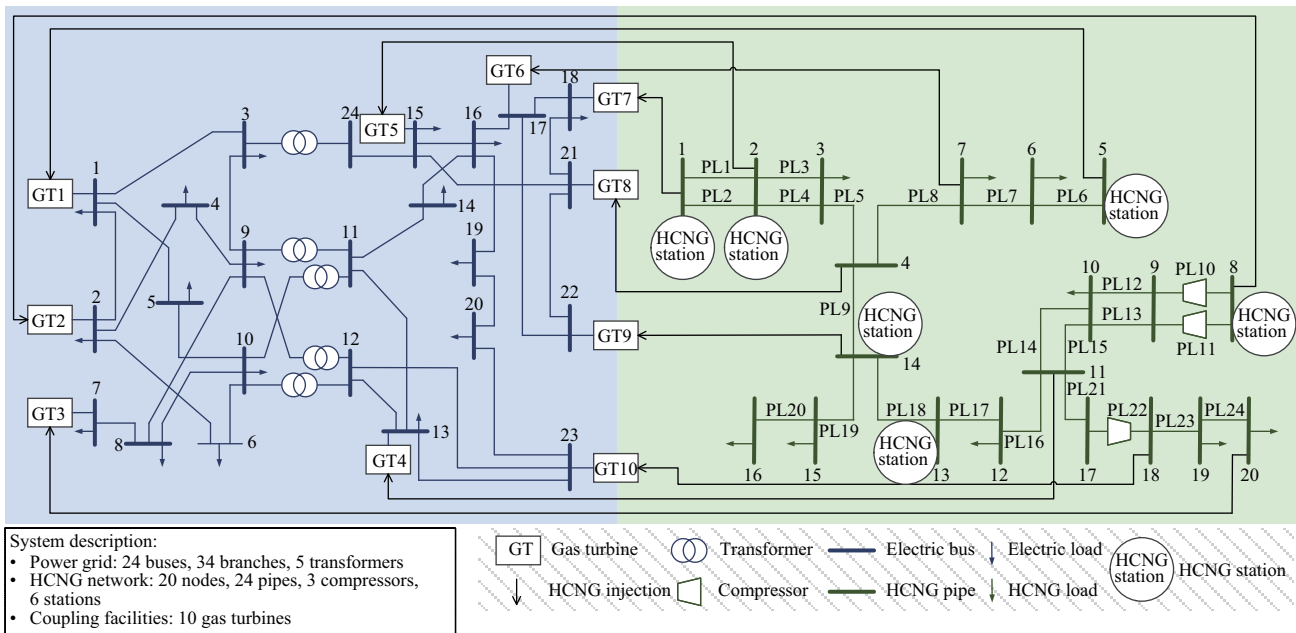 GT6
18
GT7
3
24
GT5
15
16
17
1
2
3
7
6
5
PL1
PL3
PL2
PL4
PL5
PL8
PL7
PL6
HCNG
station
HCNG
station
HCNG
station
1
GT1
4
21
GT8
14
9
11
19
4
5
2
GT2
20
22
GT9
PL9
HCNG
station
14
10
9
8
PL10
PL12
PL13
PL11
HCNG
station
10
12
PL14
PL15
11
7
GT3
8
6
13
GT4
23
GT10
PL20
PL19
PL18
PL17
PL16
PL21
PL22
PL23
PL24
HCNG
station
16
15
13
12
17
18
19
20
System description:
• Power grid: 24 buses, 34 branches, 5 transformers
• HCNG network: 20 nodes, 24 pipes, 3 compressors,
6 stations
• Coupling facilities: 10 gas turbines
GT
Gas turbine
Transformer
Electric bus
Electric load
HCNG
station
HCNG station
HCNG injection
Compressor
HCNG pipe
HCNG load